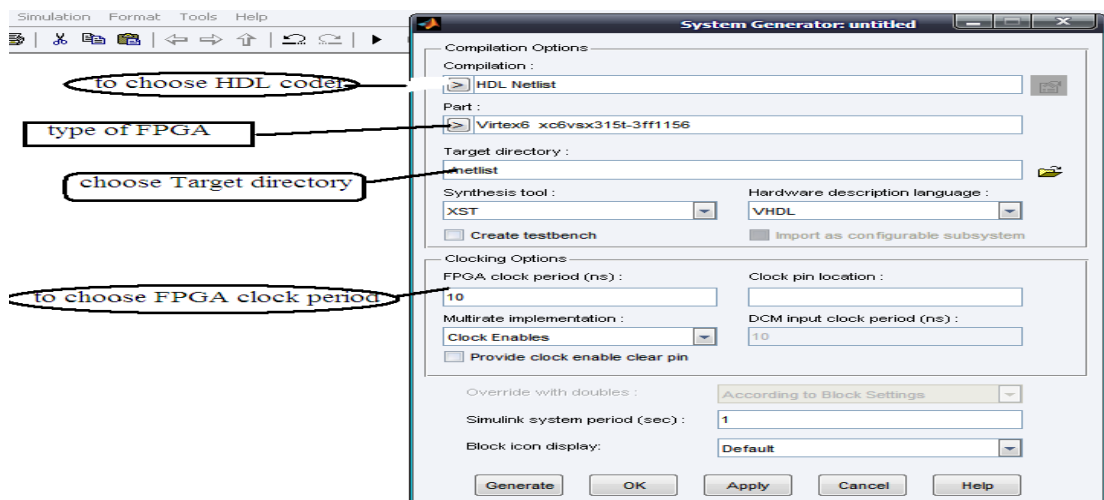 Simulation Format Tools Help
System Generator: untitled
Compilation Options
Compilation :
to choose HDL coder
HDL Netlist
Part :
type of FPGA
Virtex6 xc6vsx315t-3ff1156
Target directory :
choose Target directory
./netlist
Synthesis tool :
Hardware description language :
XST
VHDL
Create testbench
Import as configurable subsystem
Clocking Options
FPGA clock period (ns) :
Clock pin location :
to choose FPGA clock period
10
Multirate implementation :
DCM input clock period (ns) :
Clock Enables
10
Provide clock enable clear pin
Override with doubles :
According to Block Settings
Simulink system period (sec) :
1
Block icon display:
Default
Generate OK Apply Cancel Help